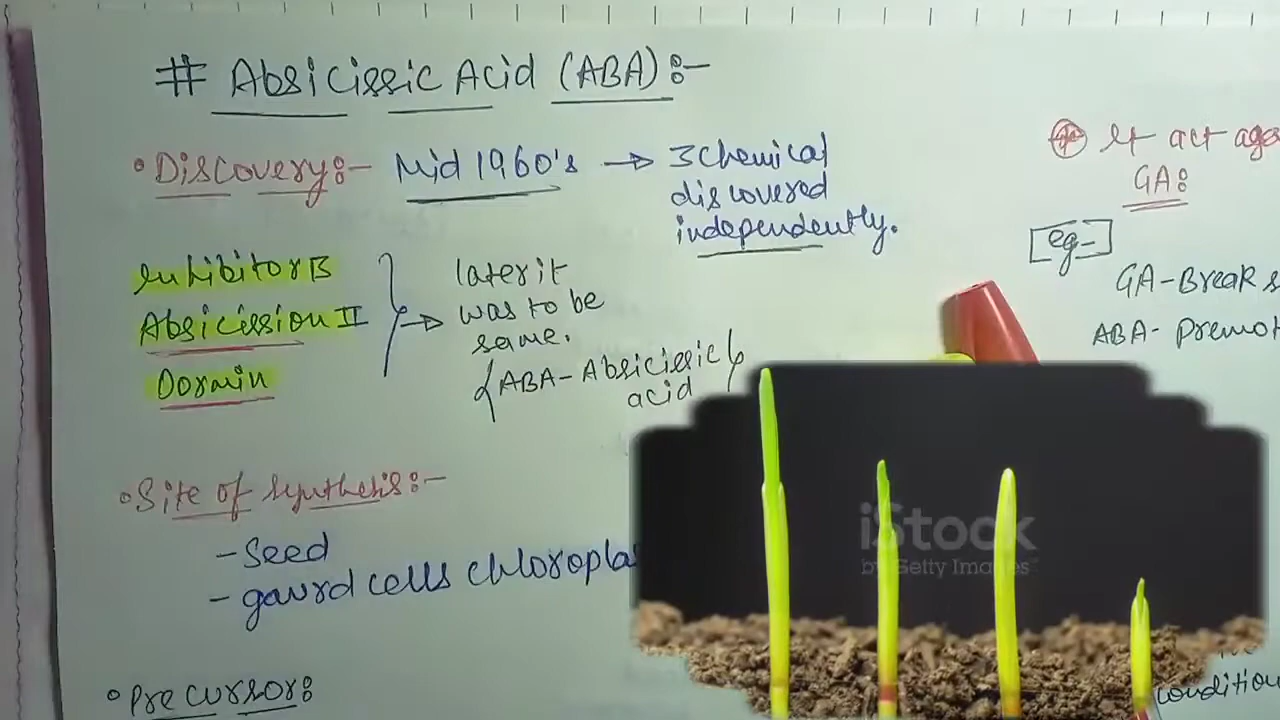 # Absicissic Acid (ABA):-
• Discovery:- Mid 1960's → 3 chemical
discovered
independently.
Inhibitor B
Absicission II
Dormin
later it
was to be
same.
{ABA-Absicissic
acid}
• Site of synthesis:-
- Seed
- gaurd cells chloropla
• Precursor:
It act aga
GA:
eg-
GA-Break s
ABA- Promot
condition
iStock
by Getty Images